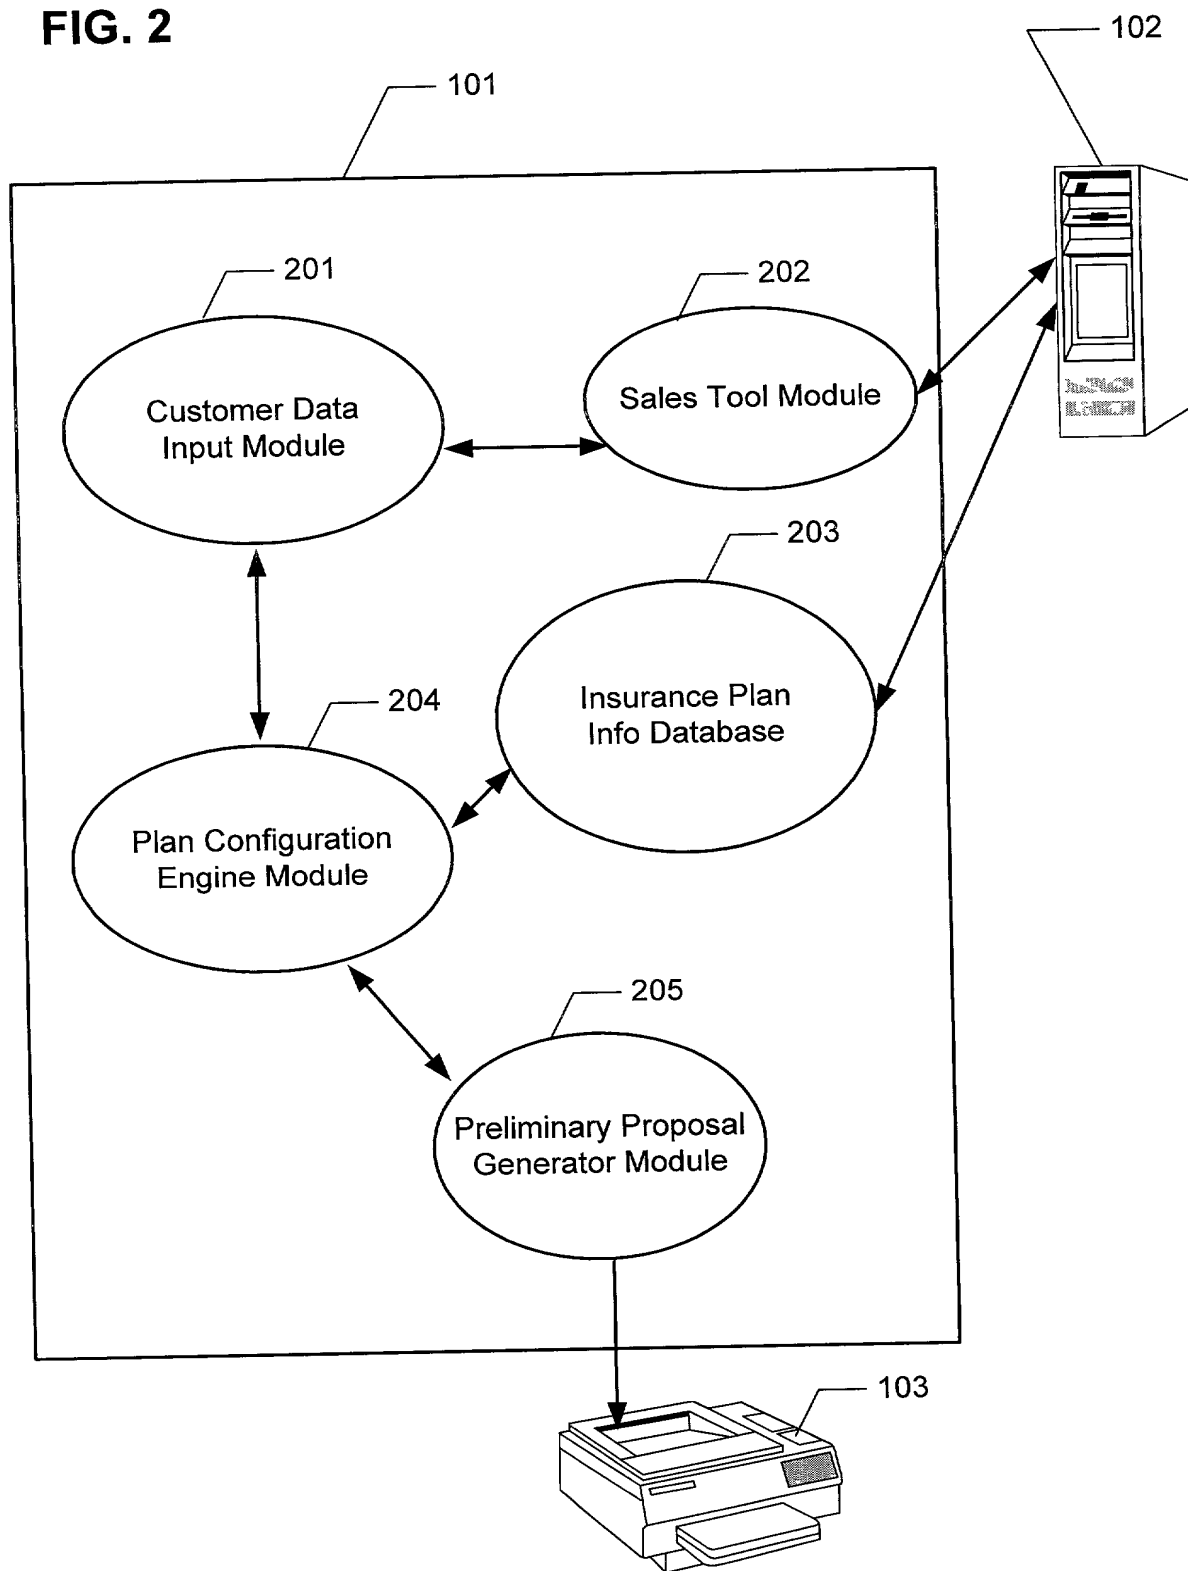 FIG. 2
102
101
201
202
Customer Data
Input Module
Sales Tool Module
203
Insurance Plan
Info Database
204
Plan Configuration
Engine Module
205
Preliminary Proposal
Generator Module
103